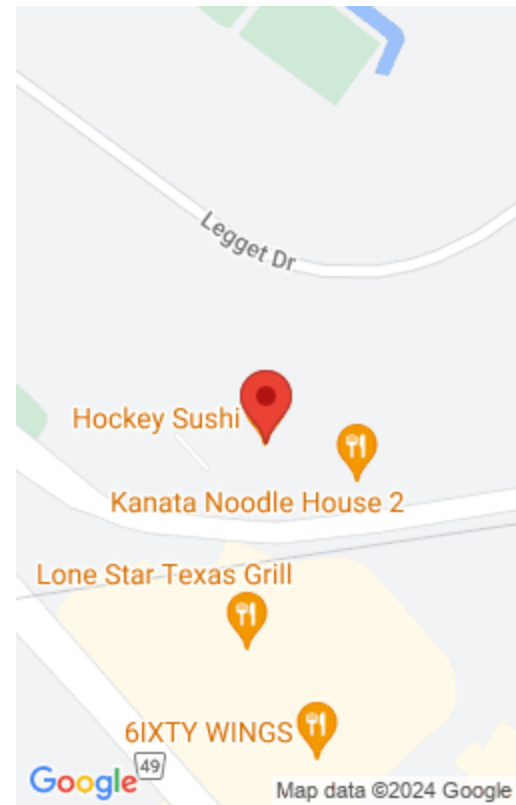 Legget Dr
Hockey Sushi
Kanata Noodle House 2
Lone Star Texas Grill
6IXTY WINGS
49
Google
Map data ©2024 Google